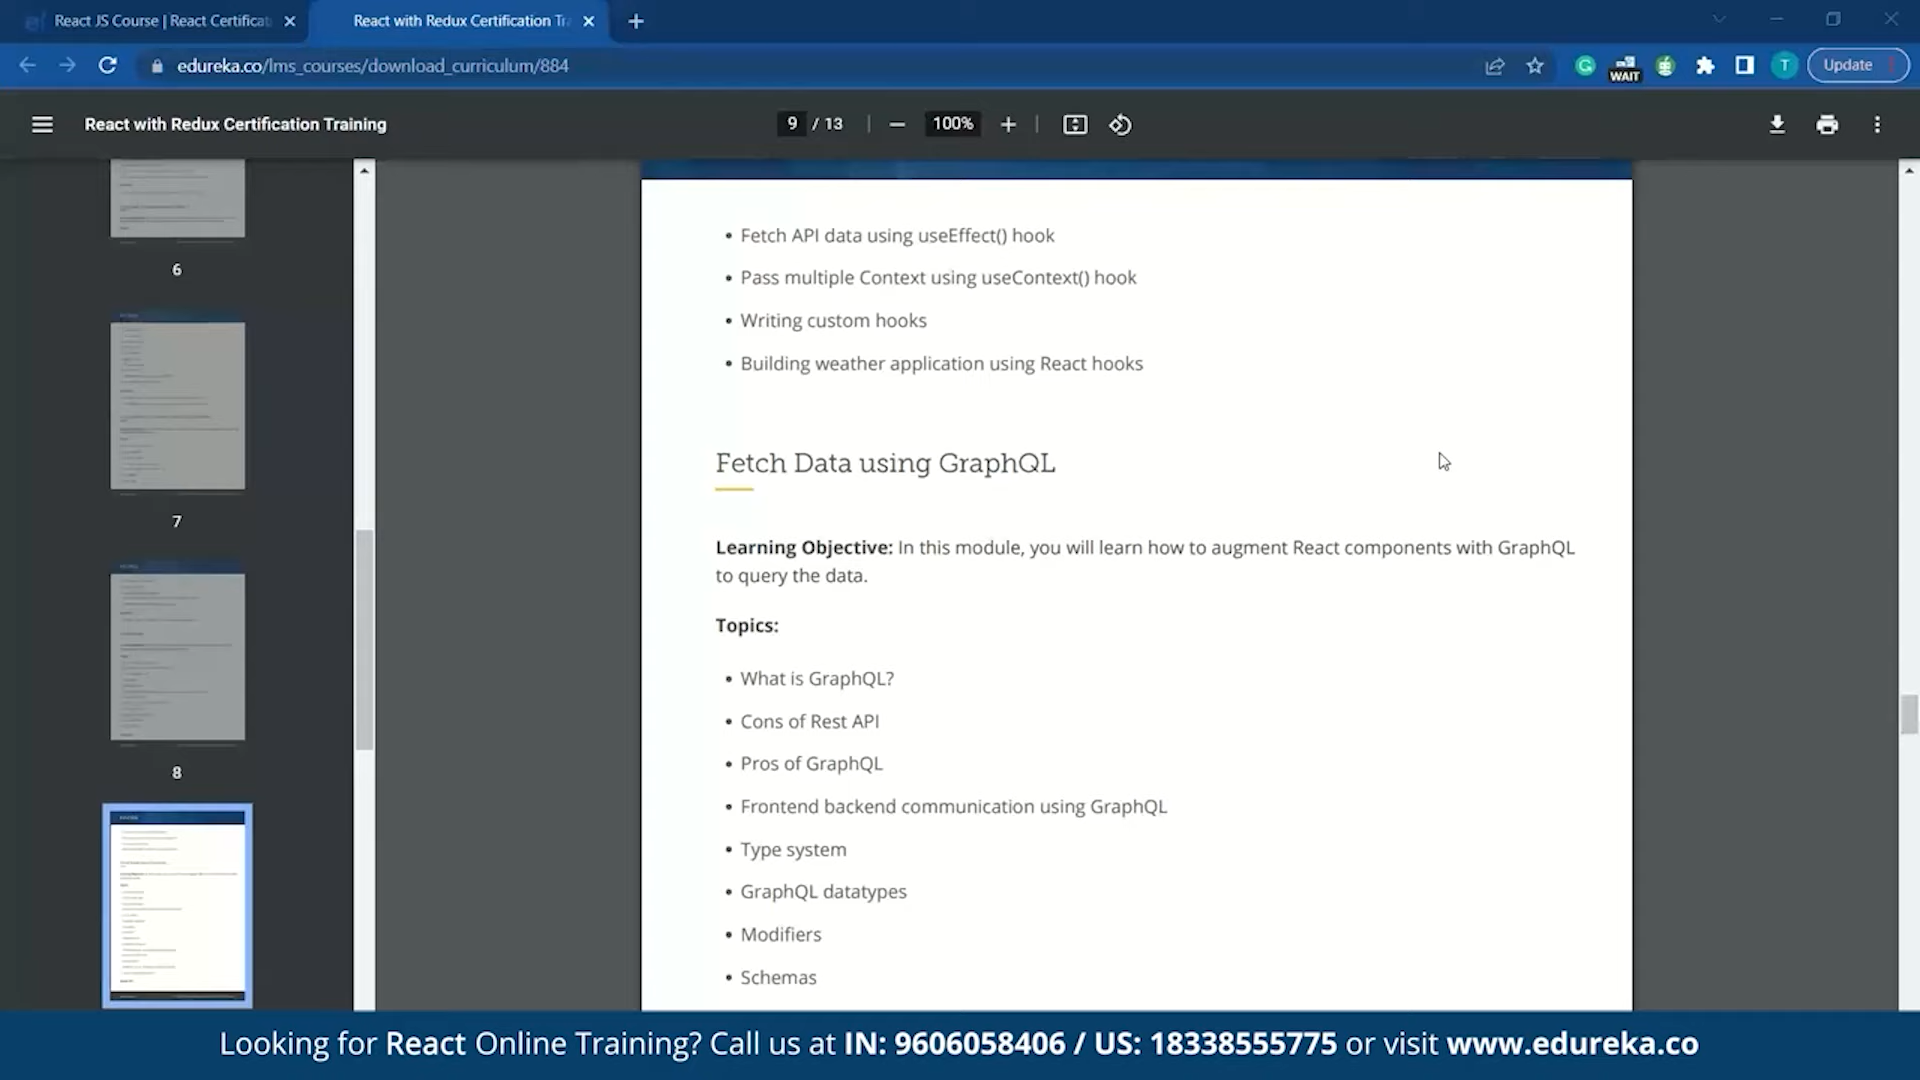 React JS Course | React Certificat
React with Redux Certification Tr
edureka.co/lms_courses/download_curriculum/884
WAIT
T
Update
React with Redux Certification Training
9 / 13
100%
6
7
8
• Fetch API data using useEffect() hook
• Pass multiple Context using useContext() hook
• Writing custom hooks
• Building weather application using React hooks
Fetch Data using GraphQL
Learning Objective: In this module, you will learn how to augment React components with GraphQL
to query the data.
Topics:
• What is GraphQL?
• Cons of Rest API
• Pros of GraphQL
• Frontend backend communication using GraphQL
• Type system
• GraphQL datatypes
• Modifiers
• Schemas
Looking for React Online Training? Call us at IN: 9606058406 / US: 18338555775 or visit www.edureka.co